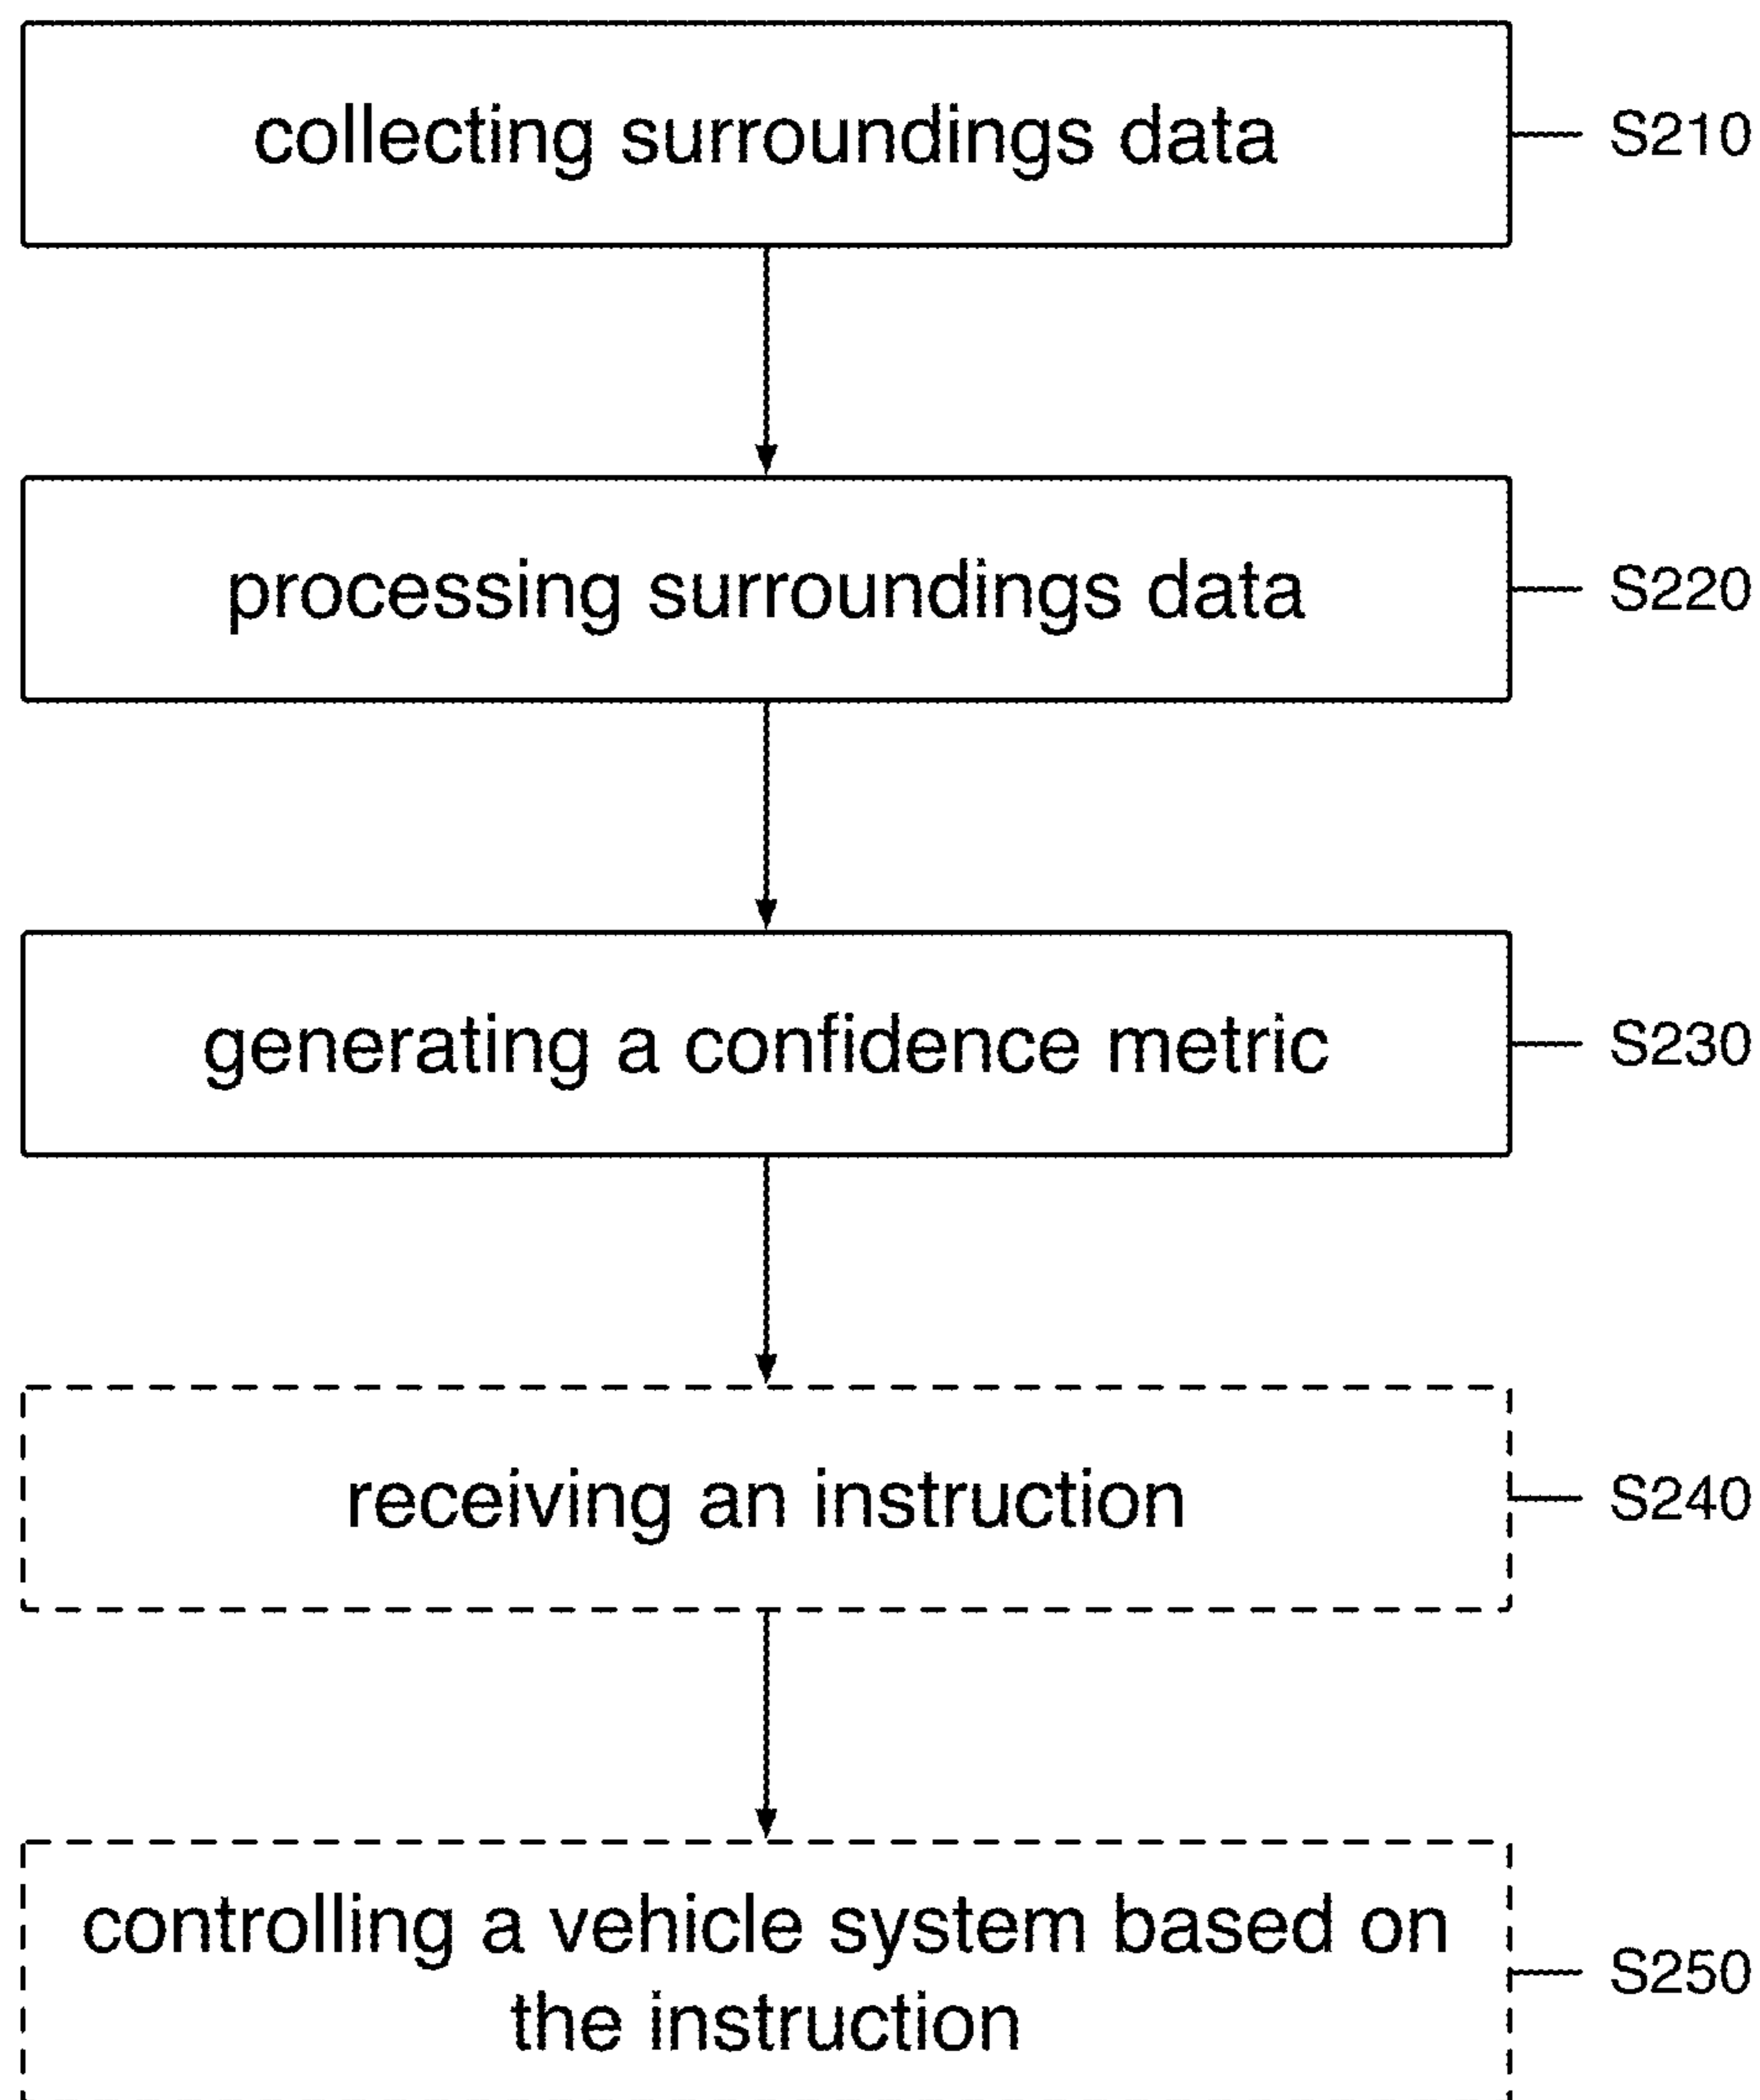 collecting surroundings data
S210
processing surroundings data
S220
generating a confidence metric
S230
receiving an instruction
S240
controlling a vehicle system based on
the instruction
S250